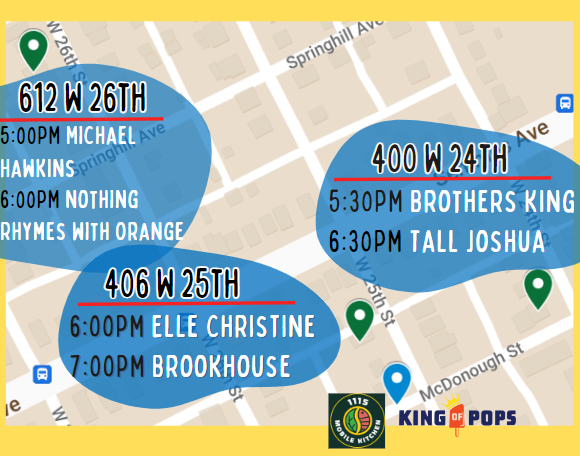 W 26th St
Springhill Ave
612 W 26TH
5:00PM MICHAEL
HAWKINS
6:00PM NOTHING
RHYMES WITH ORANGE
Springhill Ave
Ave
400 W 24TH
5:30PM BROTHERS KING
6:30PM TALL JOSHUA
406 W 25TH
6:00PM ELLE CHRISTINE
7:00PM BROOKHOUSE
W 25th St
McDonough St
W
1115
MOBILE KITCHEN
KING OF POPS